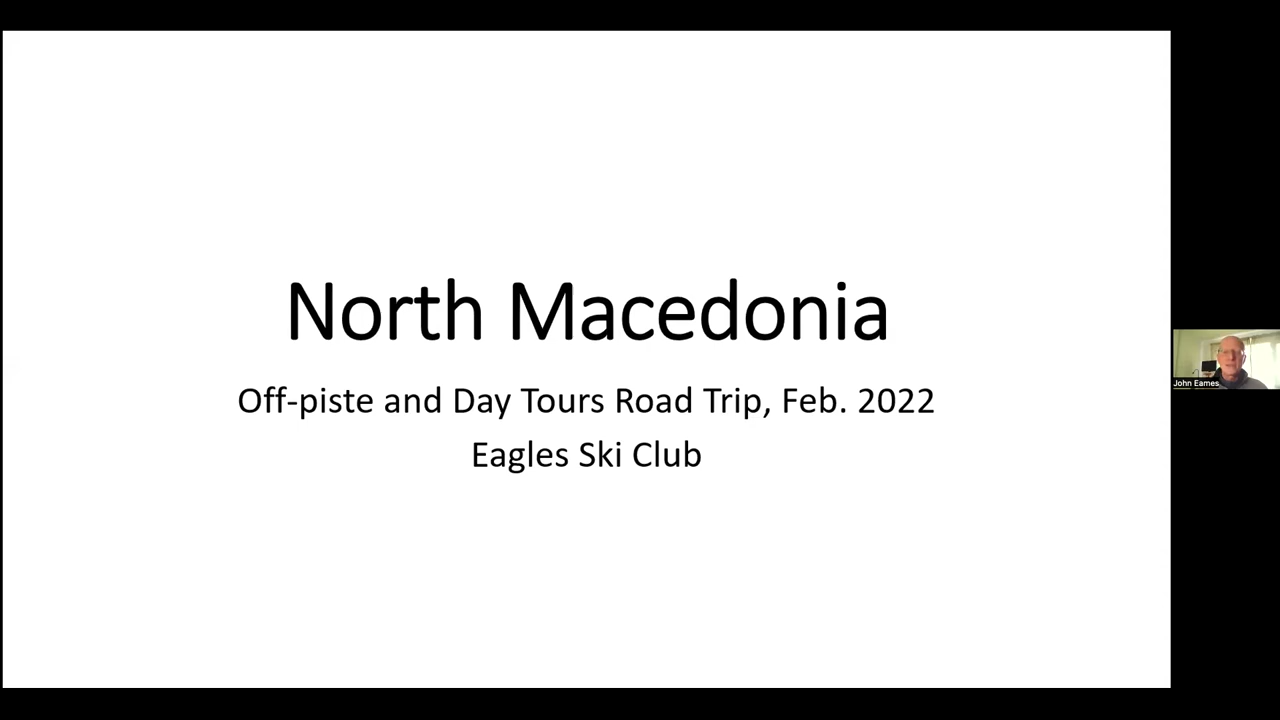 North Macedonia
Off-piste and Day Tours Road Trip, Feb. 2022
Eagles Ski Club
John Eames